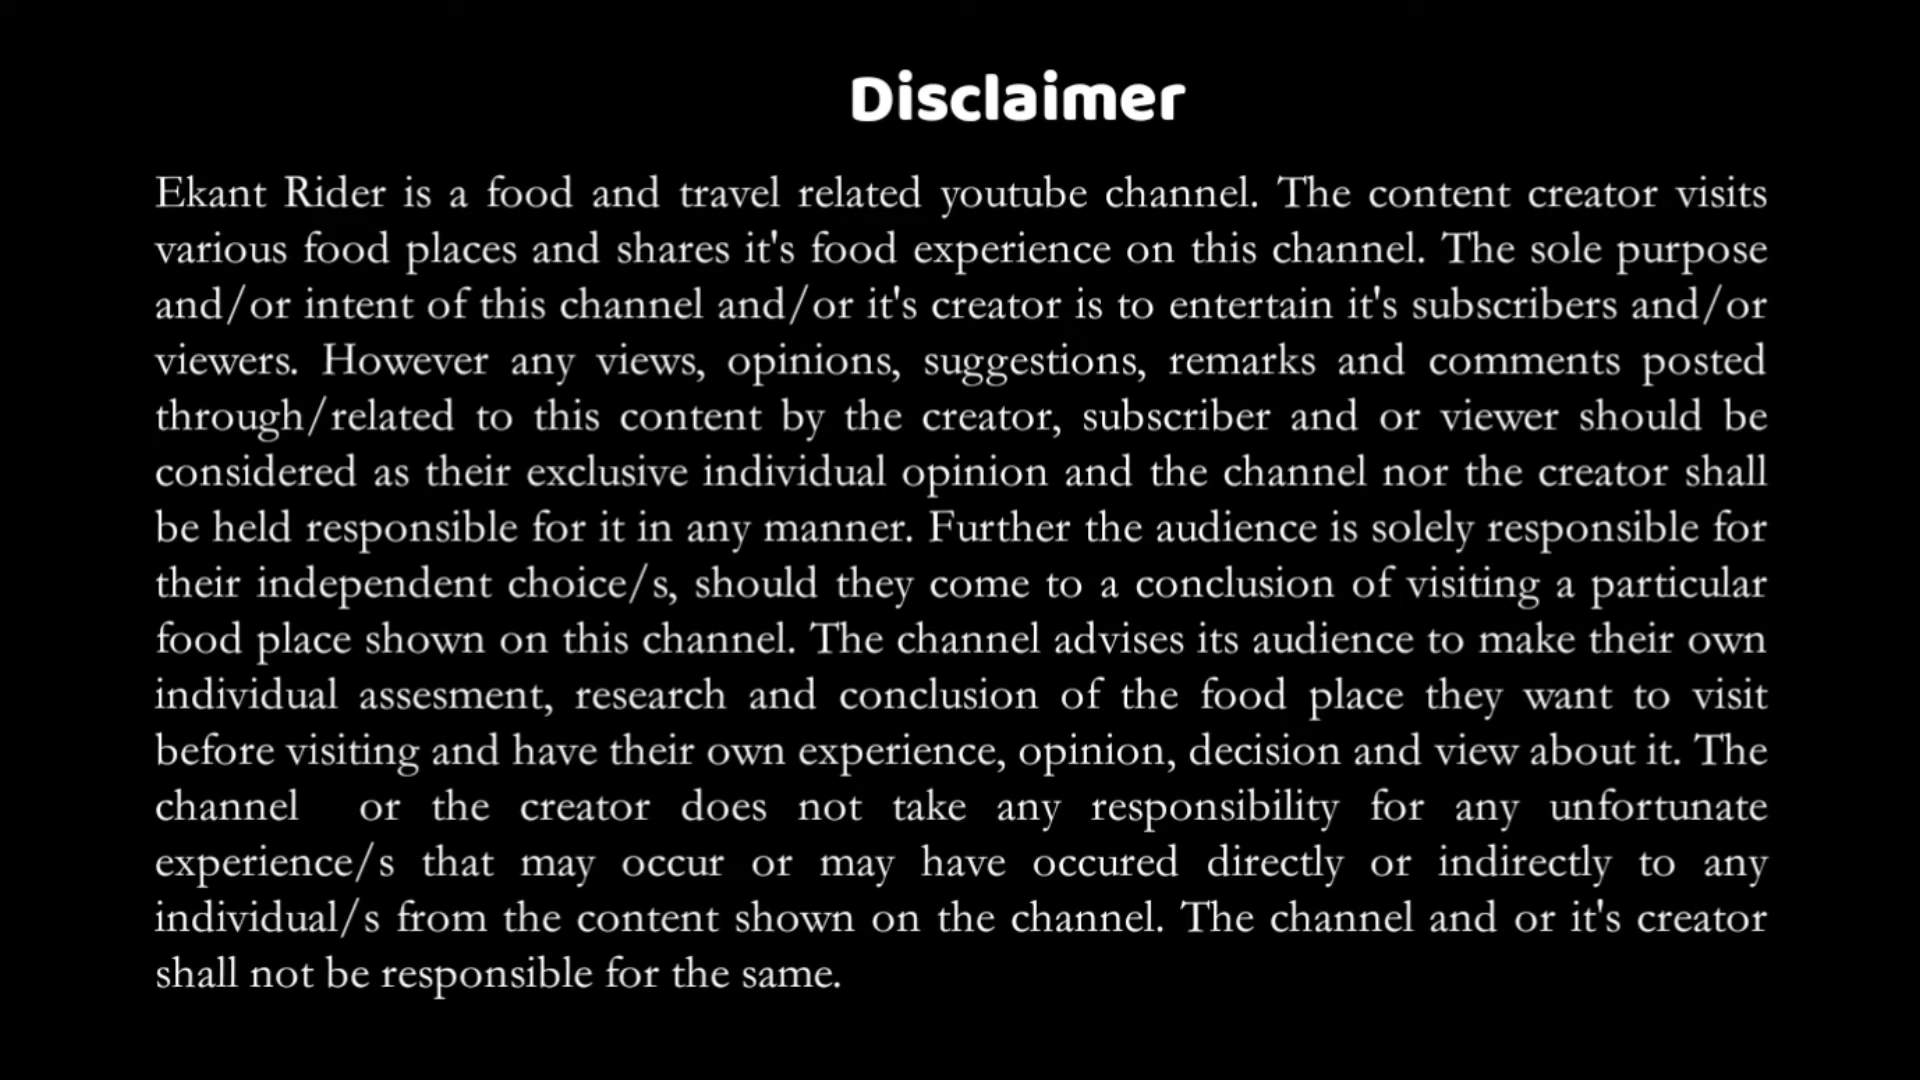 Disclaimer
Ekant Rider is a food and travel related youtube channel. The content creator visits
various food places and shares it's food experience on this channel. The sole purpose
and/or intent of this channel and/or it's creator is to entertain it's subscribers and/or
viewers. However any views, opinions, suggestions, remarks and comments posted
through/related to this content by the creator, subscriber and or viewer should be
considered as their exclusive individual opinion and the channel nor the creator shall
be held responsible for it in any manner. Further the audience is solely responsible for
their independent choice/s, should they come to a conclusion of visiting a particular
food place shown on this channel. The channel advises its audience to make their own
individual assesment, research and conclusion of the food place they want to visit
before visiting and have their own experience, opinion, decision and view about it. The
channel or the creator does not take any responsibility for any unfortunate
experience/s that may occur or may have occured directly or indirectly to any
individual/s from the content shown on the channel. The channel and or it's creator
shall not be responsible for the same.